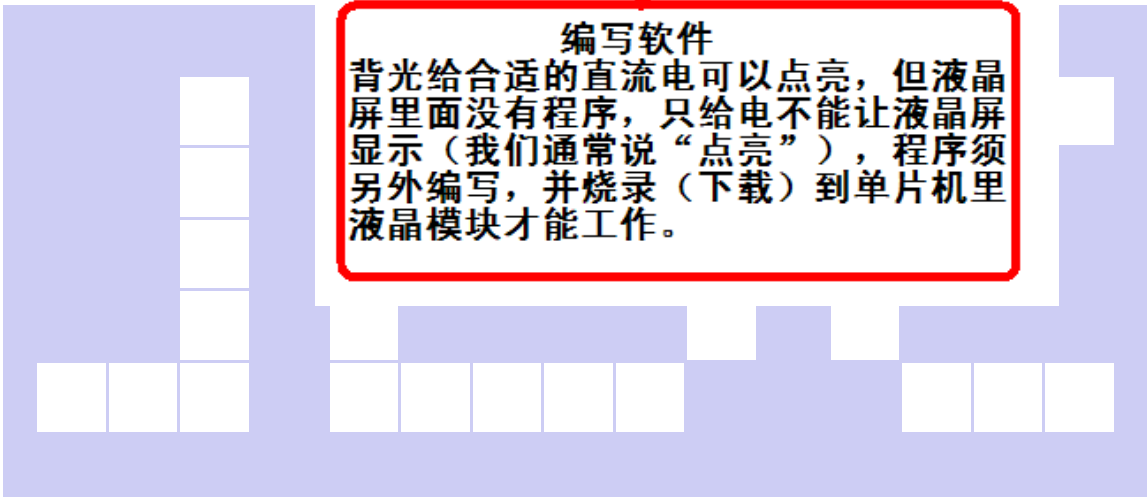 编写软件
背光给合适的直流电可以点亮，但液晶
屏里面没有程序，只给电不能让液晶屏
显示（我们通常说“点亮”），程序须
另外编写，并烧录（下载）到单片机里
液晶模块才能工作。